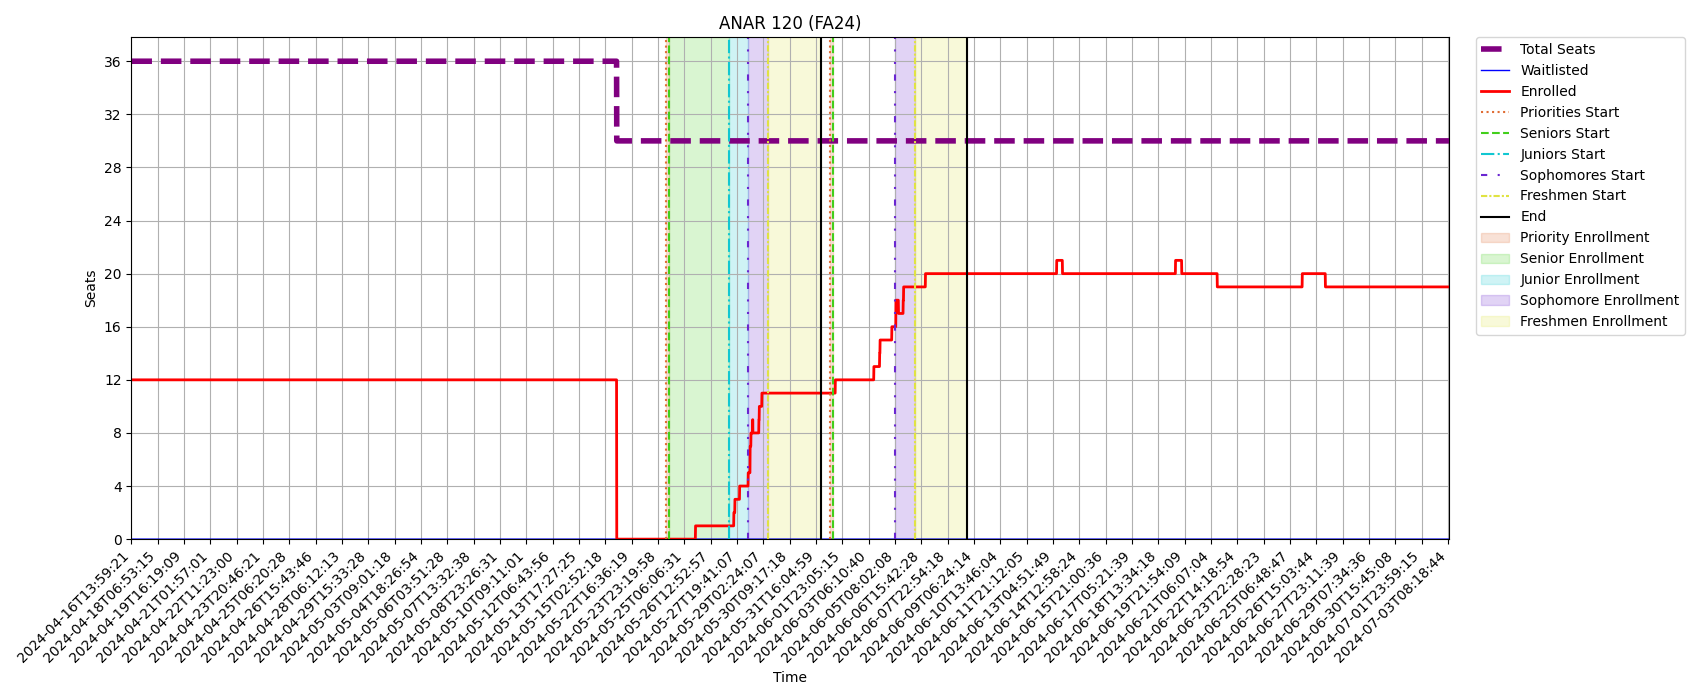 ANAR 120 (FA24)
36
32
28
24
20
16
12
8
4
0
Seats
2024-04-16T13:59:21
2024-04-18T06:53:15
2024-04-19T16:19:09
2024-04-21T01:57:01
2024-04-22T11:23:00
2024-04-23T20:46:21
2024-04-25T06:20:28
2024-04-26T15:43:46
2024-04-28T06:12:13
2024-04-29T15:33:28
2024-05-03T09:01:18
2024-05-04T18:26:54
2024-05-06T03:51:28
2024-05-07T13:32:38
2024-05-08T23:26:31
2024-05-10T09:11:01
2024-05-12T06:43:56
2024-05-13T17:27:25
2024-05-15T02:52:18
2024-05-22T16:36:19
2024-05-23T23:19:58
2024-05-25T06:06:31
2024-05-26T12:52:57
2024-05-27T19:41:07
2024-05-29T02:24:07
2024-05-30T09:17:18
2024-05-31T16:04:59
2024-06-01T23:05:15
2024-06-03T06:10:40
2024-06-05T08:02:08
2024-06-06T15:42:28
2024-06-07T22:54:18
2024-06-09T06:24:14
2024-06-10T13:46:04
2024-06-11T21:12:05
2024-06-13T04:51:49
2024-06-14T12:58:24
2024-06-15T21:00:36
2024-06-17T05:21:39
2024-06-18T13:34:18
2024-06-19T21:54:09
2024-06-21T06:07:04
2024-06-22T14:18:54
2024-06-23T22:28:23
2024-06-25T06:48:47
2024-06-26T15:03:44
2024-06-27T23:11:39
2024-06-29T07:34:36
2024-06-30T15:45:08
2024-07-01T23:59:15
2024-07-03T08:18:44
Time
Total Seats
Waitlisted
Enrolled
Priorities Start
Seniors Start
Juniors Start
Sophomores Start
Freshmen Start
End
Priority Enrollment
Senior Enrollment
Junior Enrollment
Sophomore Enrollment
Freshmen Enrollment